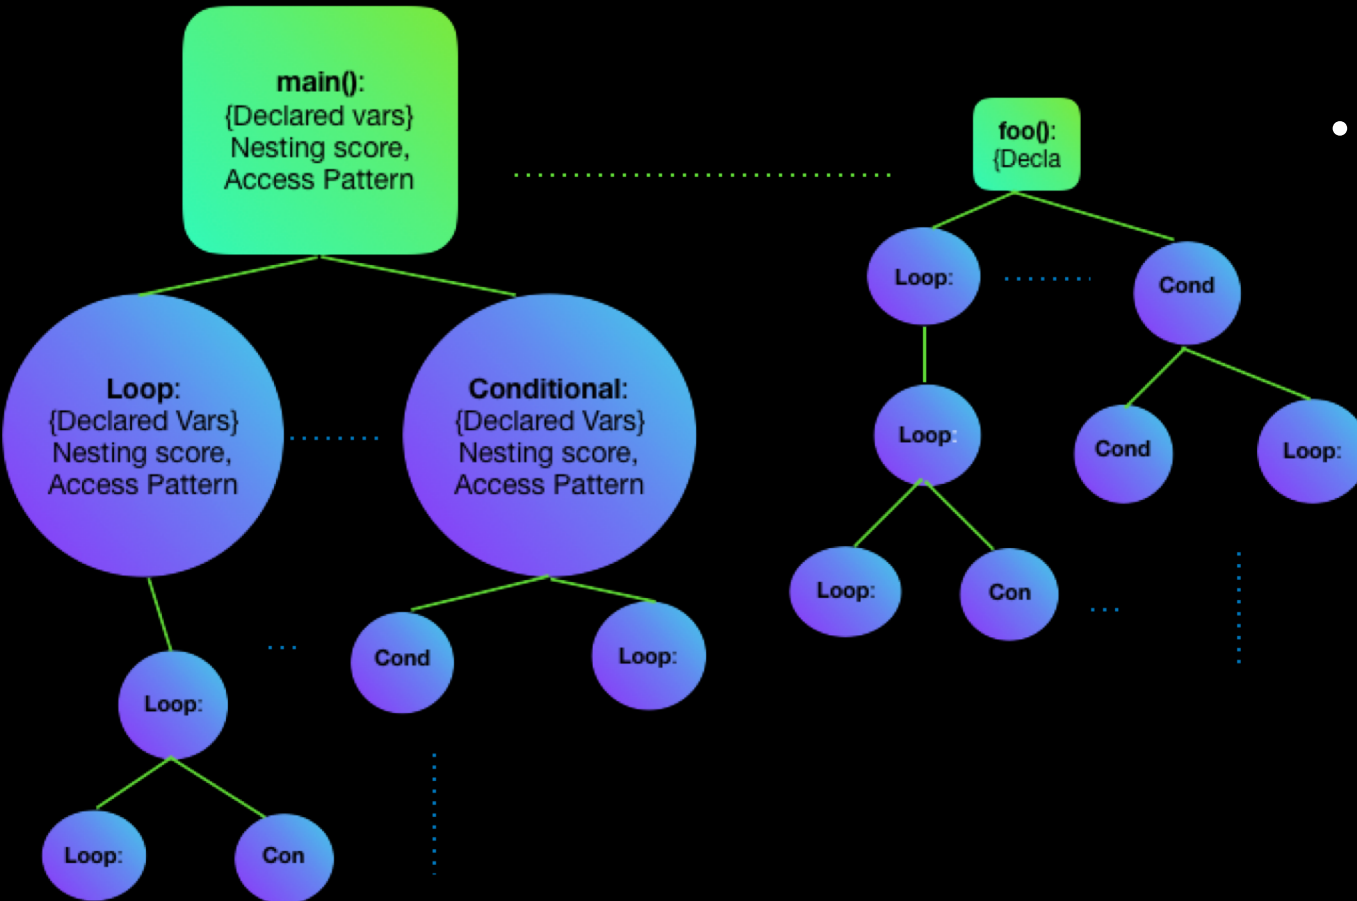 main():
{Declared vars}
Nesting score,
Access Pattern
foo():
{Decla
Loop:
Cond
Loop:
{Declared Vars}
Nesting score,
Access Pattern
Conditional:
{Declared Vars}
Nesting score,
Access Pattern
Loop:
Cond
Loop:
Loop:
Con
Cond
Loop:
Loop:
Loop:
Con